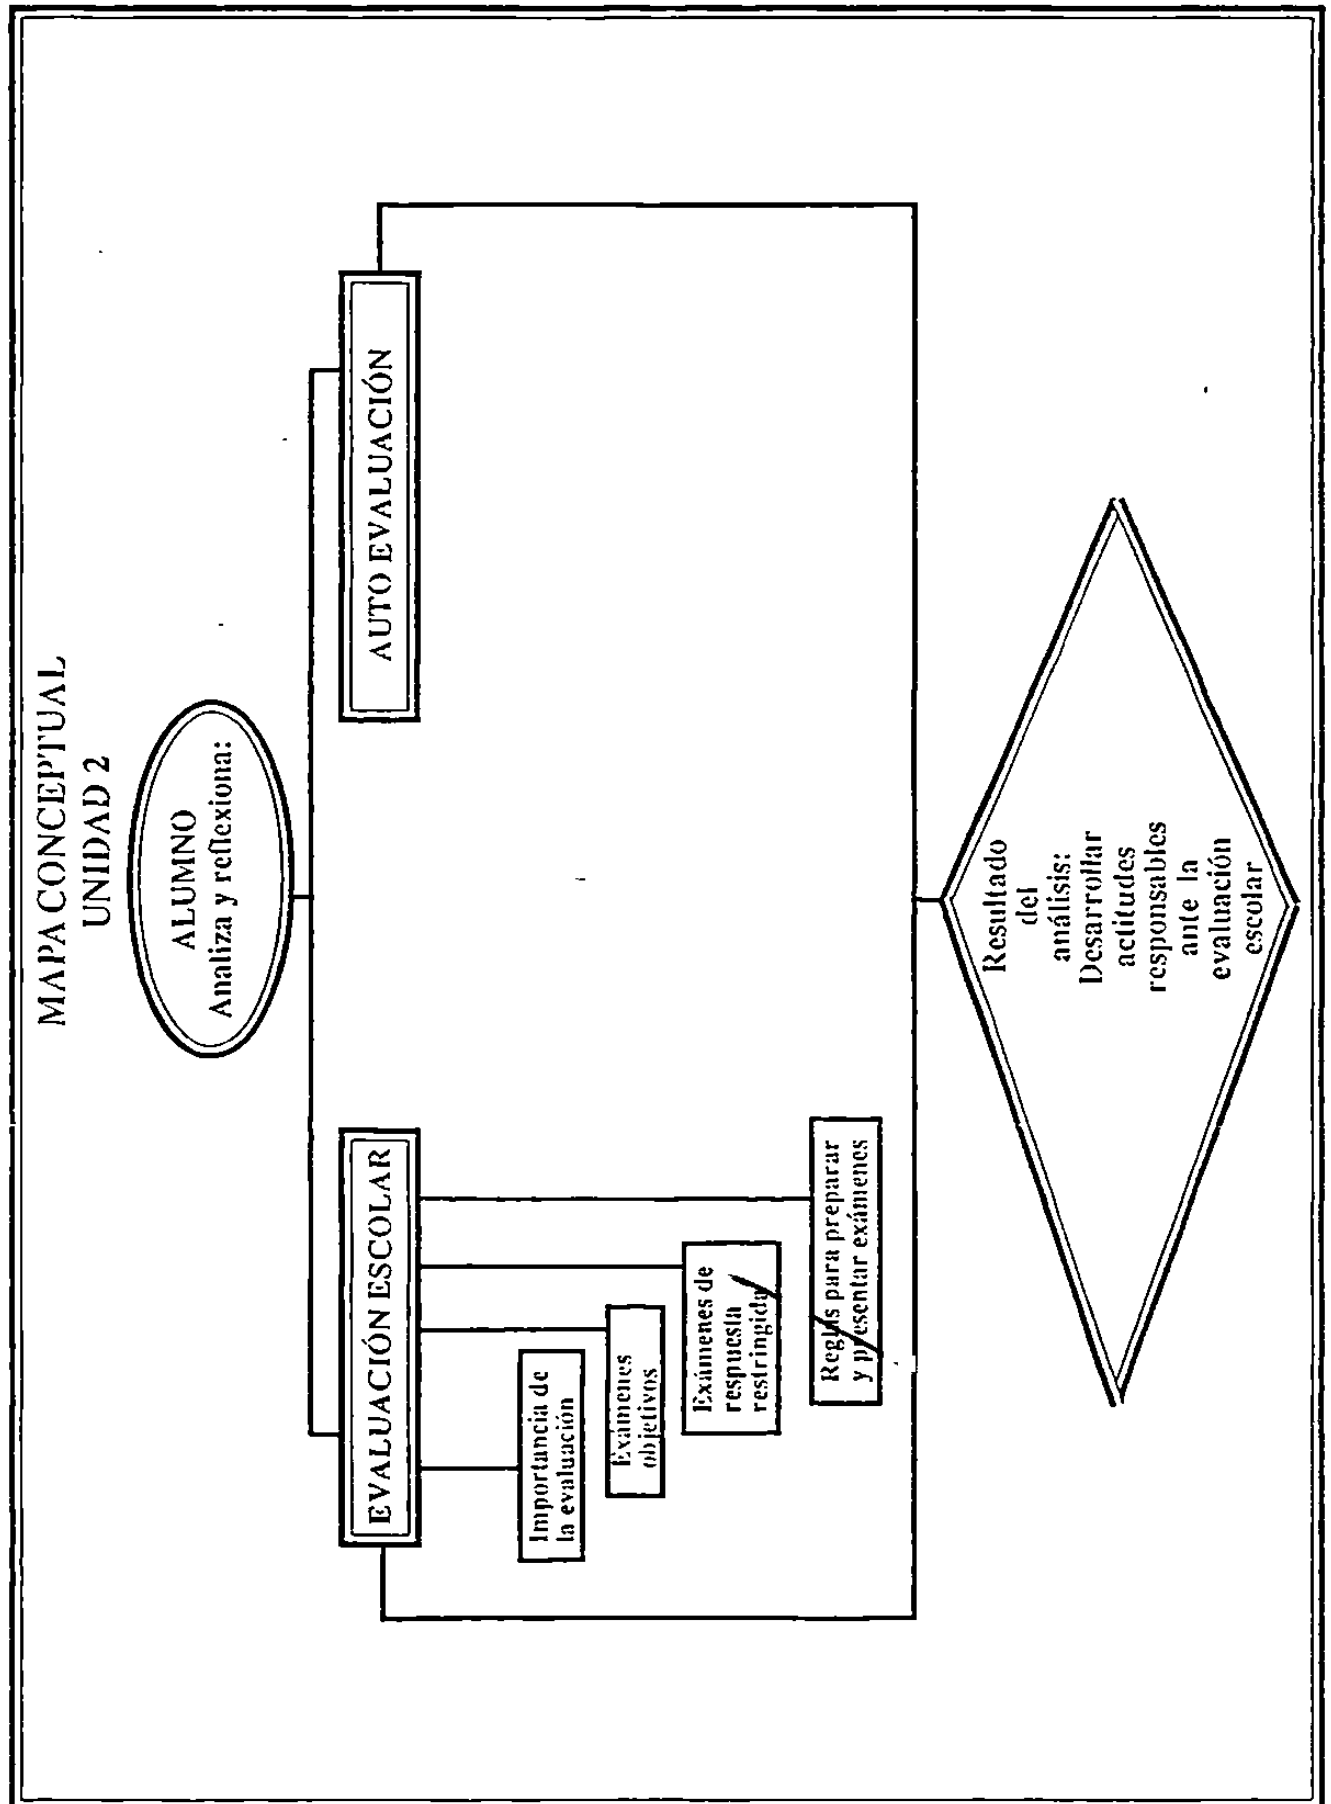 MAPA CONCEPTUAL
UNIDAD 2
ALUMNO
Analiza y reflexiona:
EVALUACIÓN ESCOLAR
AUTO EVALUACIÓN
Importancia de
la evaluación
Exámenes
objetivos
Exámenes de
respuesta
restringida
Reglas para preparar
y presentar exámenes
Resultado
del
análisis:
Desarrollar
actitudes
responsables
ante la
evaluación
escolar